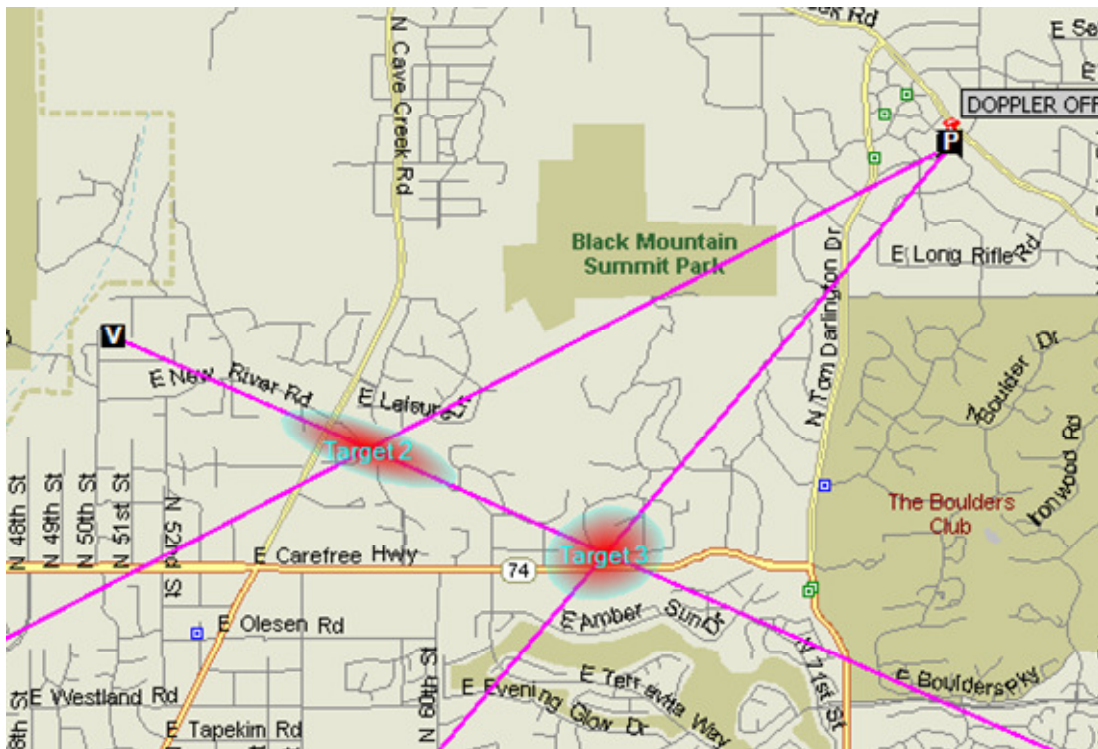 E Se
DOPPLER OFF
P
N Cave Creek Rd
Black Mountain
Summit Park
E Long Rifle Rd
N Tom Darlington Dr
V
E New River Rd
E Leisure Ln
Target 2
N Boulder Dr
Ironwood Rd
The Boulders
Club
N 48th St
N 49th St
N 50th St
N 51st St
N 52nd St
E Carefree Hwy
74
Target 3
E Olesen Rd
E Amber Sun Dr
N 71st St
E Boulders Pky
E Westland Rd
N 60th St
E Evening Glow Dr
E Terravita Way
E Tapekim Rd
8th St